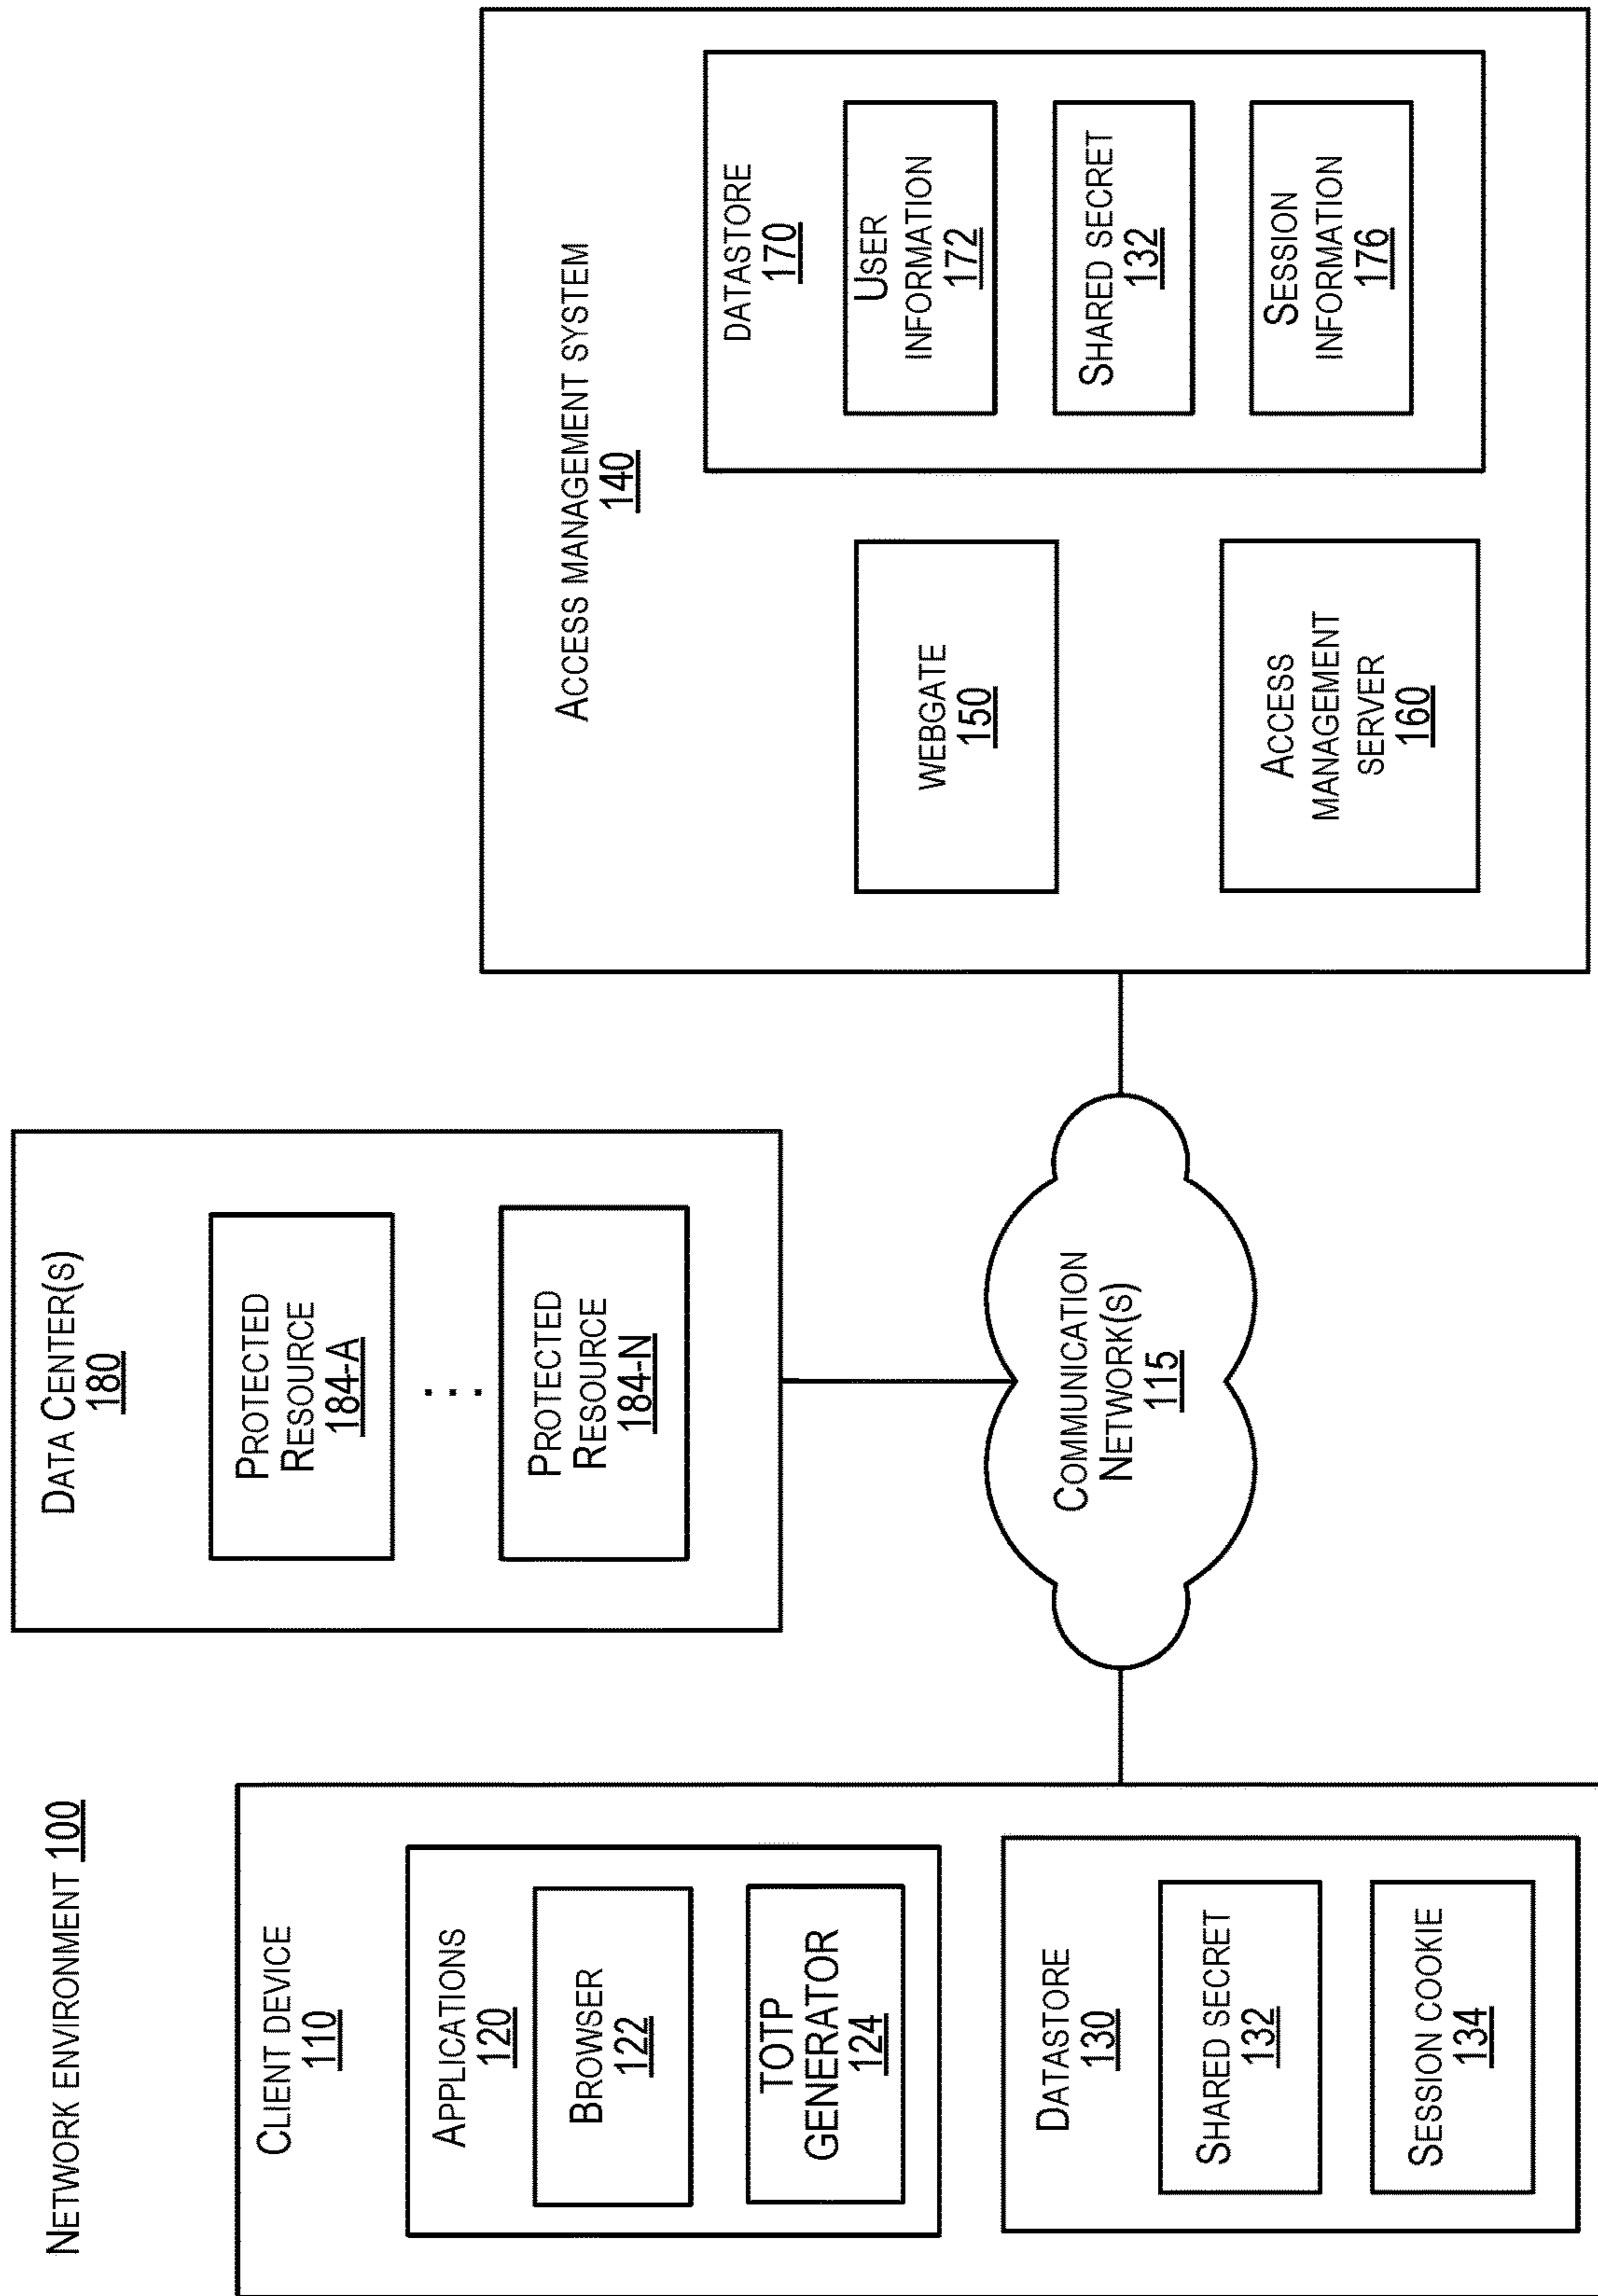 NETWORK ENVIRONMENT 100
CLIENT DEVICE
110
APPLICATIONS
120
BROWSER
122
TOTP
GENERATOR
124
DATASTORE
130
SHARED SECRET
132
SESSION COOKIE
134
DATA CENTER(S)
180
PROTECTED
RESOURCE
184-A
...
PROTECTED
RESOURCE
184-N
COMMUNICATION
NETWORK(S)
115
ACCESS MANAGEMENT SYSTEM
140
WEBGATE
150
ACCESS
MANAGEMENT
SERVER
160
DATASTORE
170
USER
INFORMATION
172
SHARED SECRET
132
SESSION
INFORMATION
176